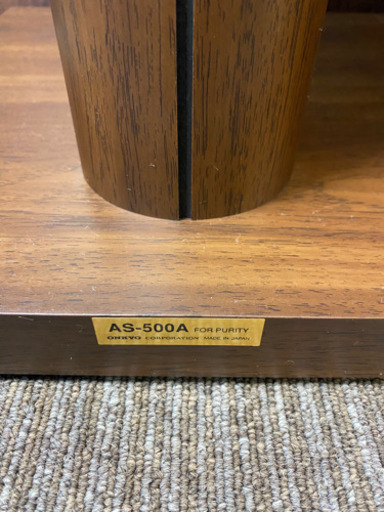 AS-500A FOR PURITY
ONKYO CORPORATION MADE IN JAPAN